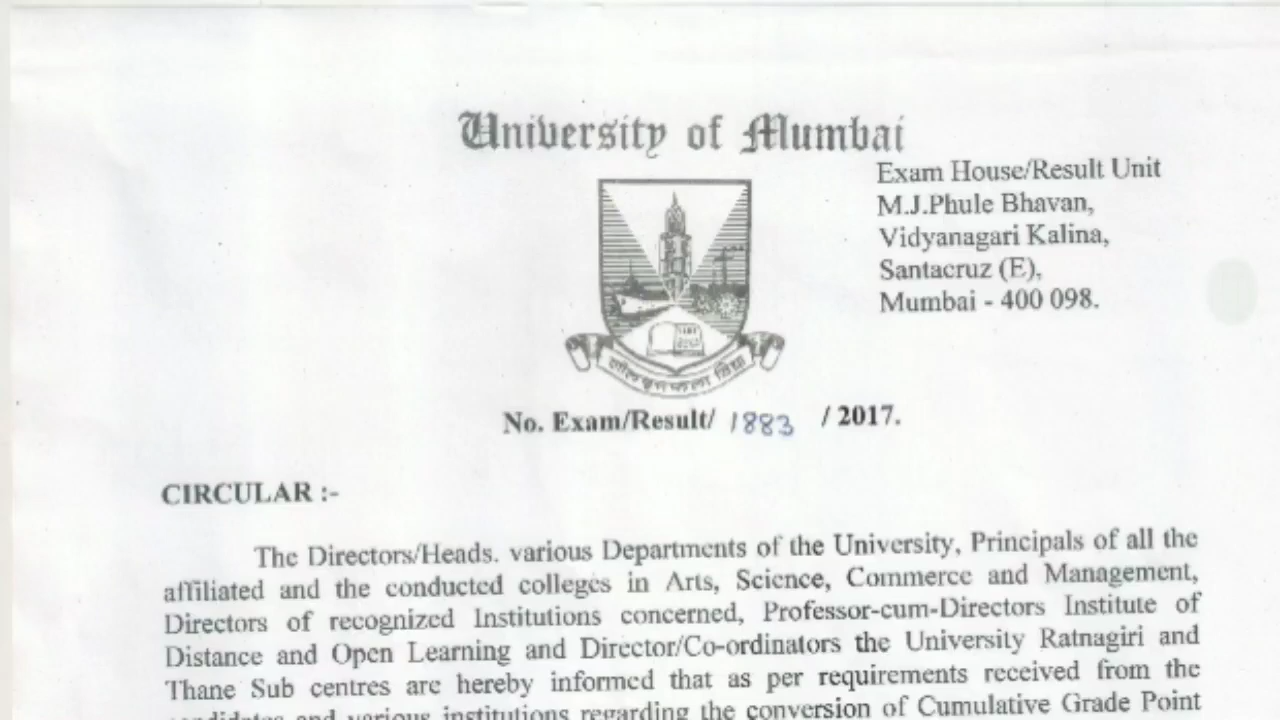 University of Mumbai
Exam House/Result Unit
M.J.Phule Bhavan,
Vidyanagari Kalina,
Santacruz (E),
Mumbai - 400 098.
No. Exam/Result/ 1883 / 2017.
CIRCULAR :-
The Directors/Heads. various Departments of the University, Principals of all the
affiliated and the conducted colleges in Arts, Science, Commerce and Management,
Directors of recognized Institutions concerned, Professor-cum-Directors Institute of
Distance and Open Learning and Director/Co-ordinators the University Ratnagiri and
Thane Sub centres are hereby informed that as per requirements received from the
candidates and various institutions regarding the conversion of Cumulative Grade Point